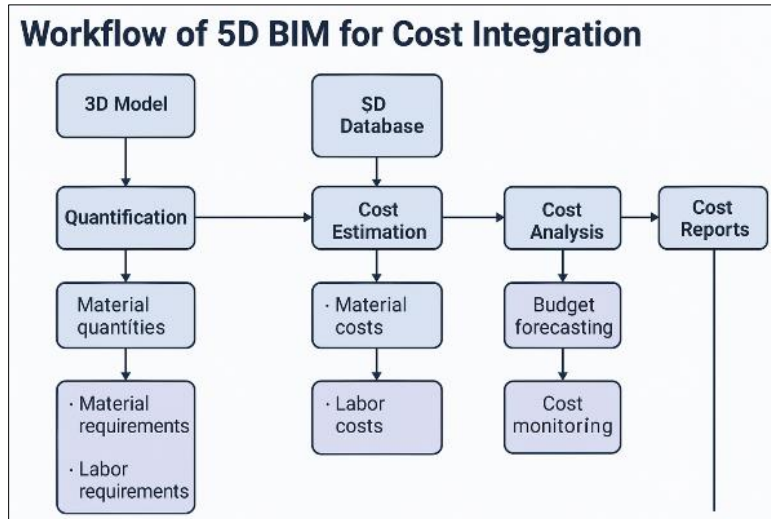 Workflow of 5D BIM for Cost Integration
3D Model
$D
Database
Quantification
Cost
Estimation
Cost
Analysis
Cost
Reports
Material
quantíties
· Material
costs
Budget
forecasting
· Material
requirements
· Labor
requirements
· Labor
costs
Cost
monitoring